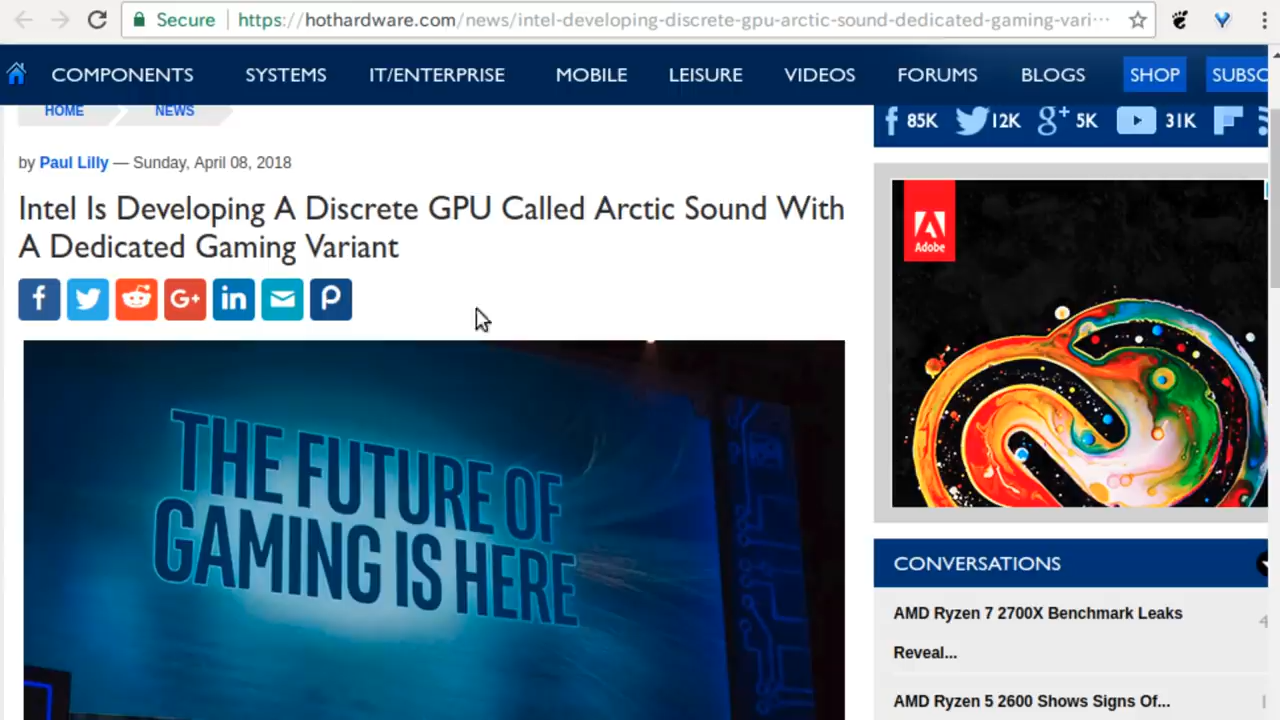 Secure
https://hothardware.com/news/intel-developing-discrete-gpu-arctic-sound-dedicated-gaming-vari···
COMPONENTS SYSTEMS IT/ENTERPRISE MOBILE LEISURE VIDEOS FORUMS BLOGS SHOP SUBSC
HOME NEWS
85K 12K 5K 31K
by Paul Lilly — Sunday, April 08, 2018
Intel Is Developing A Discrete GPU Called Arctic Sound With
A Dedicated Gaming Variant
THE FUTURE OF
GAMING IS HERE
Adobe
CONVERSATIONS
AMD Ryzen 7 2700X Benchmark Leaks
Reveal...
AMD Ryzen 5 2600 Shows Signs Of...